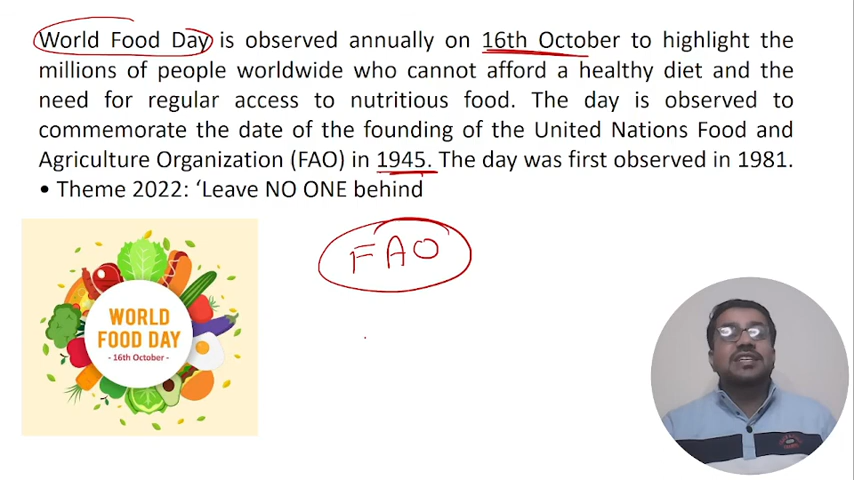 World Food Day is observed annually on 16th October to highlight the
millions of people worldwide who cannot afford a healthy diet and the
need for regular access to nutritious food. The day is observed to
commemorate the date of the founding of the United Nations Food and
Agriculture Organization (FAO) in 1945. The day was first observed in 1981.
• Theme 2022: ‘Leave NO ONE behind
FAO
WORLD
FOOD DAY
- 16th October -